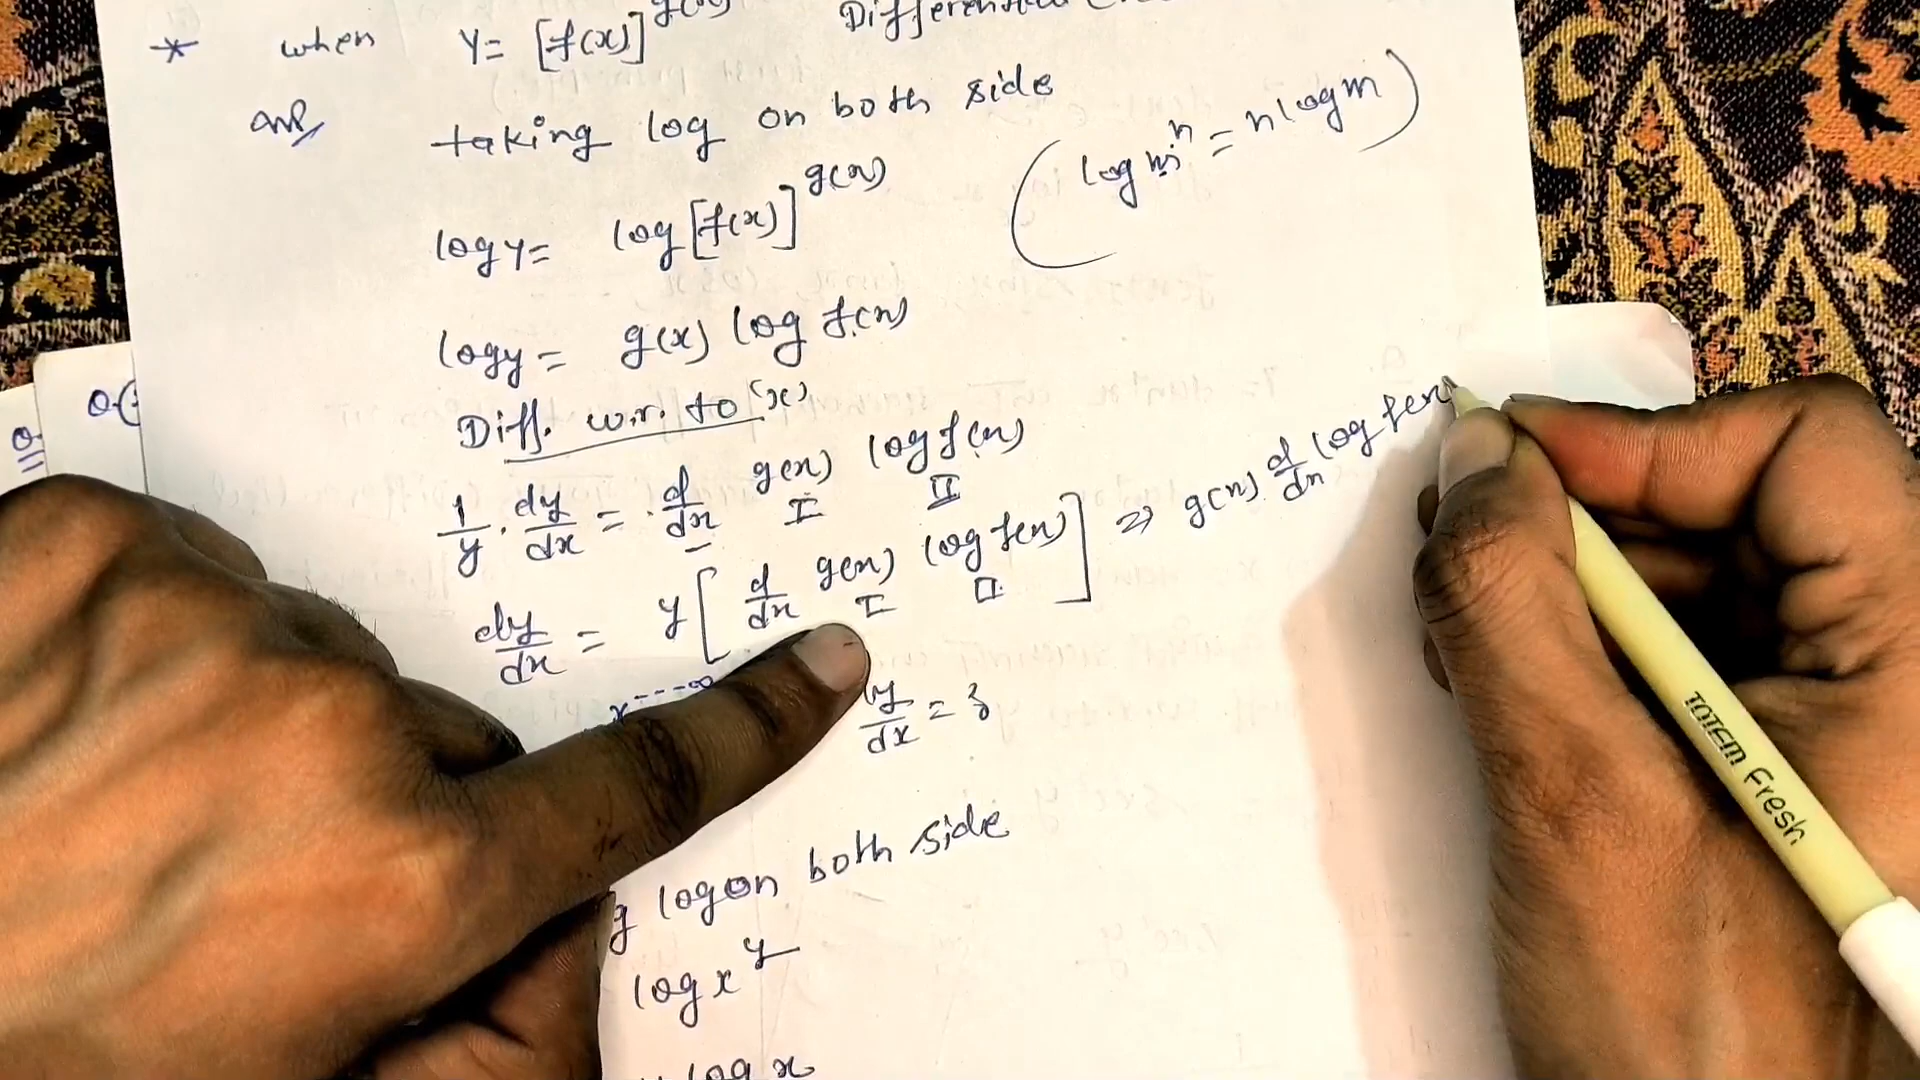 * when Y= [f(x)]^g(x)
Ans
taking log on both side
(log m^n = n log m)
log y = log [f(x)]^g(x)
log y = g(x) log f(x)
Diff. w.r. to (x)
1/y . dy/dx = . d/dx g(x) log f(x)
I II
dy/dx = y [ d/dx g(x) log f(x) ] => g(x) . d/dx log f(x
I II
x----∞
y/dx = 3
g log on both side
log x^y
log x
TOTEM Fresh
Q.(